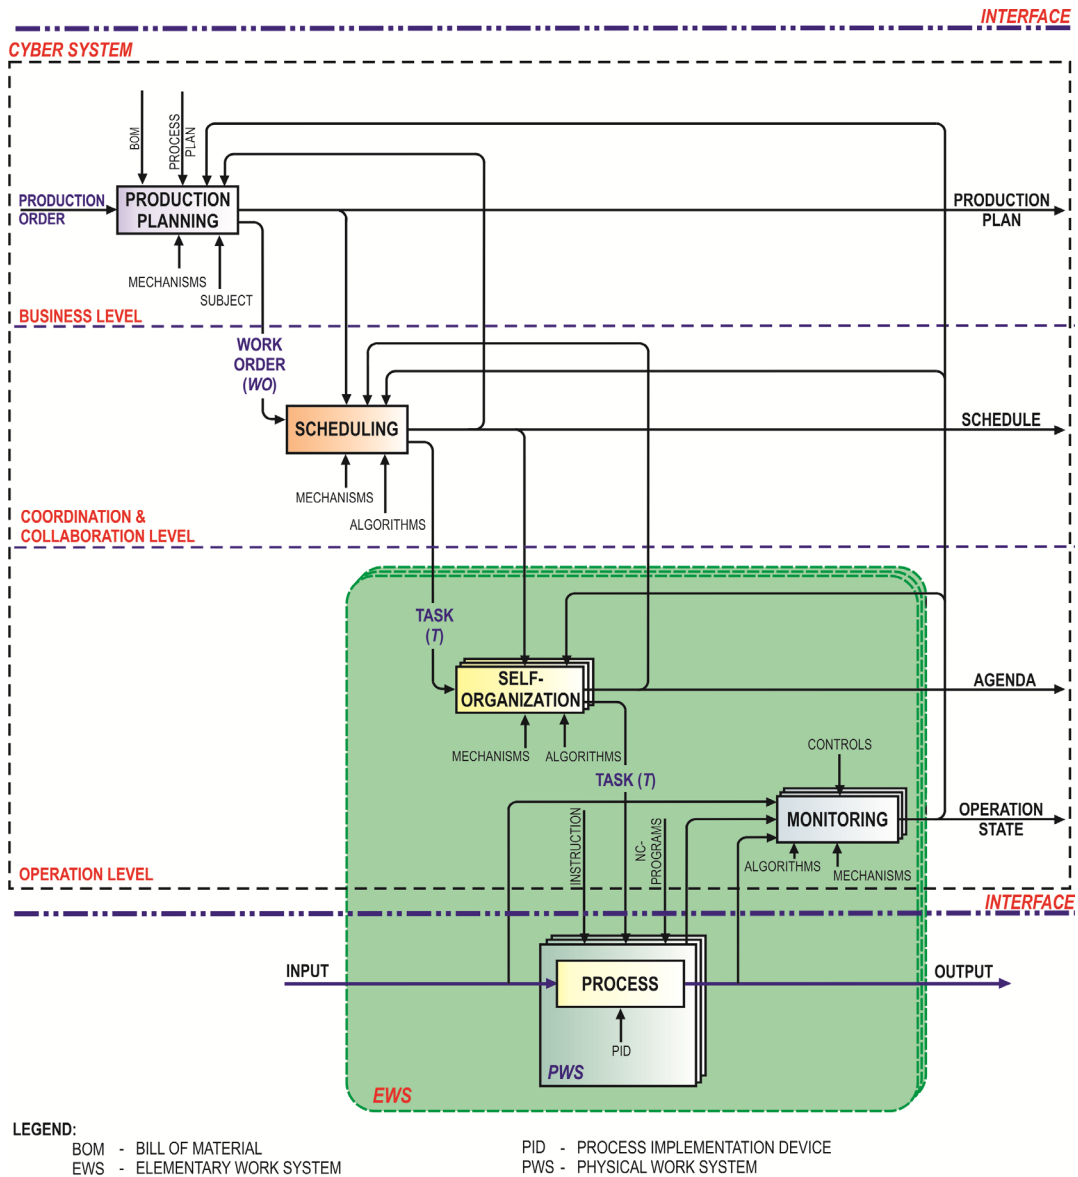 INTERFACE
CYBER SYSTEM
BOM
PROCESS
PLAN
PRODUCTION
ORDER
PRODUCTION
PLANNING
PRODUCTION
PLAN
MECHANISMS
SUBJECT
BUSINESS LEVEL
WORK
ORDER
(WO)
SCHEDULING
SCHEDULE
MECHANISMS
ALGORITHMS
COORDINATION &
COLLABORATION LEVEL
TASK
(T)
SELF-
ORGANIZATION
AGENDA
MECHANISMS
ALGORITHMS
CONTROLS
TASK (T)
INSTRUCTION
NC-
PROGRAMS
MONITORING
OPERATION
STATE
ALGORITHMS
MECHANISMS
OPERATION LEVEL
INTERFACE
INPUT
PROCESS
OUTPUT
PID
PWS
EWS
LEGEND:
BOM - BILL OF MATERIAL
EWS - ELEMENTARY WORK SYSTEM
PID - PROCESS IMPLEMENTATION DEVICE
PWS - PHYSICAL WORK SYSTEM